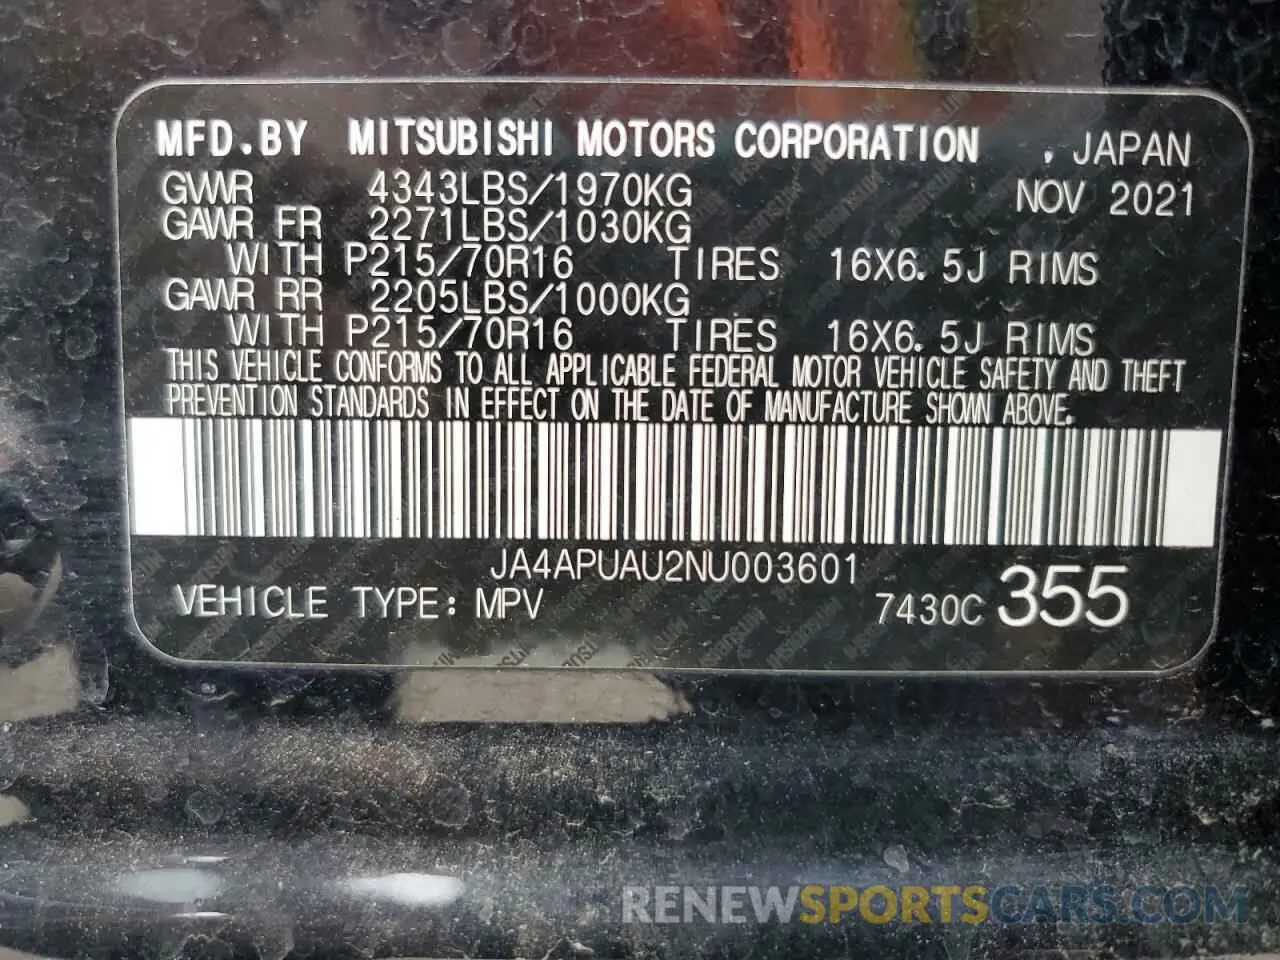 MFD.BY MITSUBISHI MOTORS CORPORATION , JAPAN
GVWR 4343LBS/1970KG NOV 2021
GAWR FR 2271LBS/1030KG
WITH P215/70R16 TIRES 16X6.5J RIMS
GAWR RR 2205LBS/1000KG
WITH P215/70R16 TIRES 16X6.5J RIMS
THIS VEHICLE CONFORMS TO ALL APPLICABLE FEDERAL MOTOR VEHICLE SAFETY AND THEFT
PREVENTION STANDARDS IN EFFECT ON THE DATE OF MANUFACTURE SHOWN ABOVE.
JA4APUAU2NU003601
VEHICLE TYPE: MPV 7430C 355
RENEWSPORTSCARS.COM